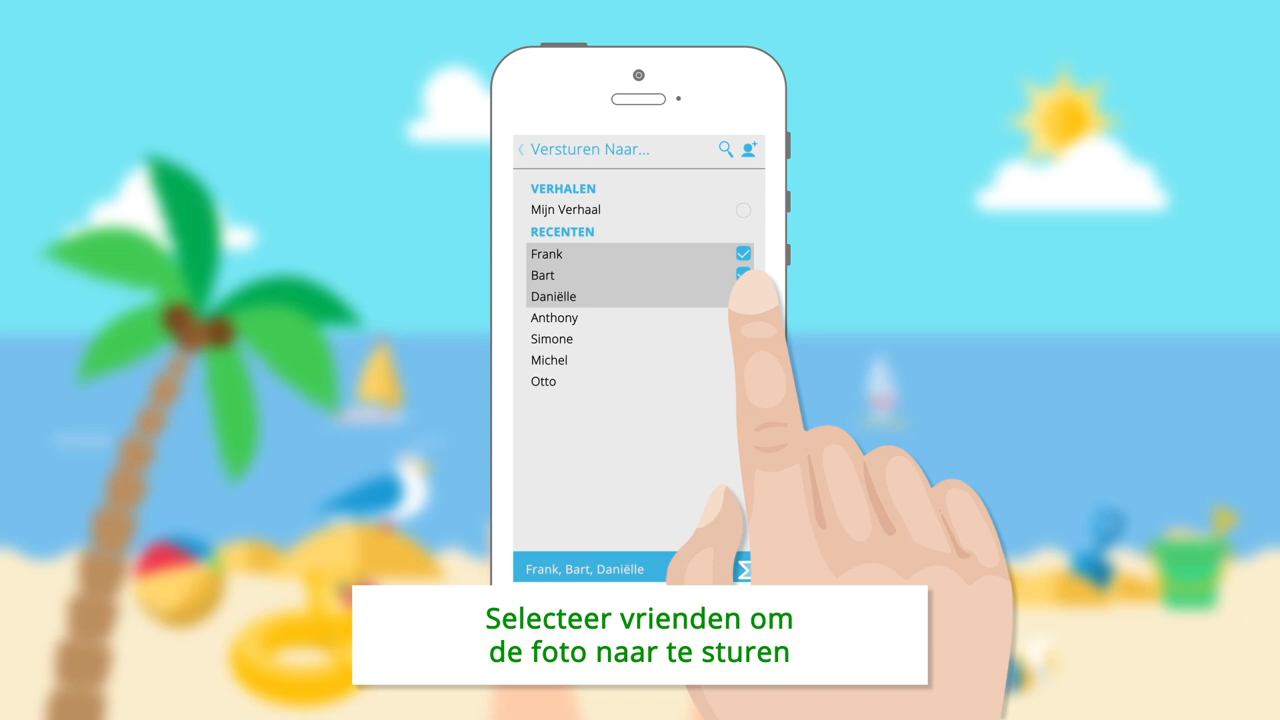 Versturen Naar...
VERHALEN
Mijn Verhaal
RECENTEN
Frank
Bart
Daniëlle
Anthony
Simone
Michel
Otto
Frank, Bart, Daniëlle
Selecteer vrienden om
de foto naar te sturen